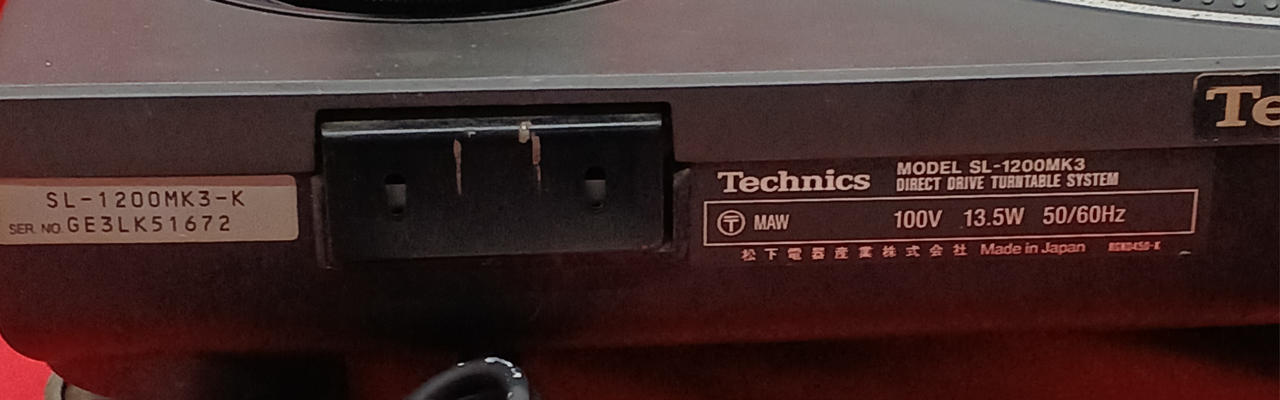 Te
SL-1200MK3-K
SER. NO. GE3LK51672
Technics
MODEL SL-1200MK3
DIRECT DRIVE TURNTABLE SYSTEM
MAW 100V 13.5W 50/60Hz
松下電器産業株式会社 Made in Japan